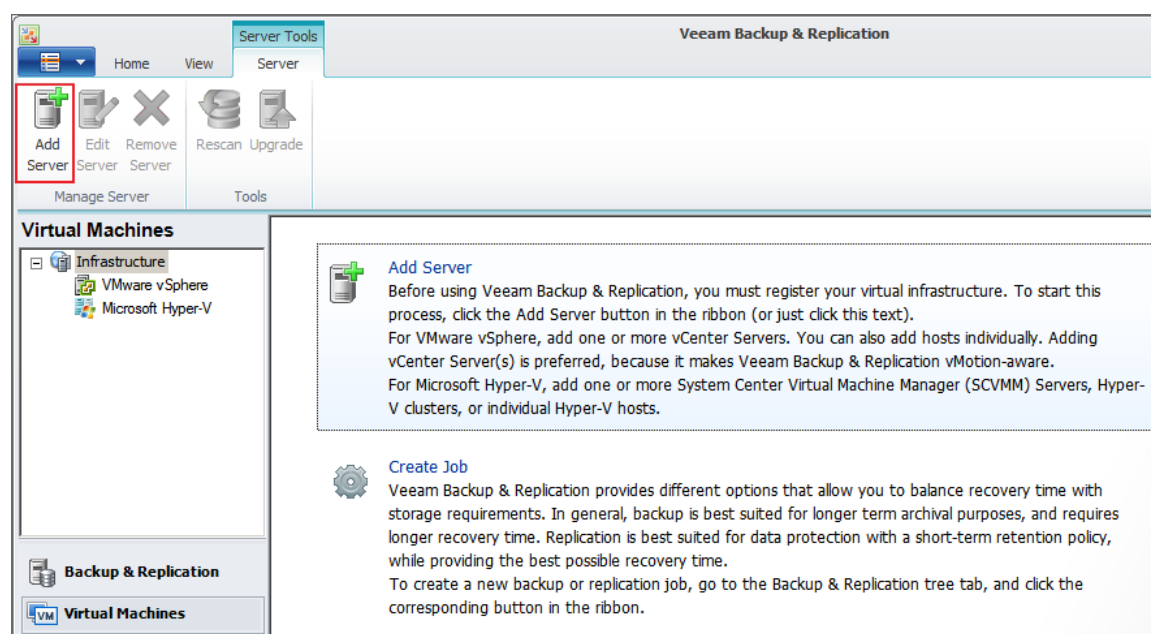 Server Tools
Veeam Backup & Replication
Home View Server
Add Server
Edit Server
Remove Server
Rescan
Upgrade
Manage Server
Tools
Virtual Machines
Infrastructure
VMware vSphere
Microsoft Hyper-V
Add Server
Before using Veeam Backup & Replication, you must register your virtual infrastructure. To start this
process, click the Add Server button in the ribbon (or just click this text).
For VMware vSphere, add one or more vCenter Servers. You can also add hosts individually. Adding
vCenter Server(s) is preferred, because it makes Veeam Backup & Replication vMotion-aware.
For Microsoft Hyper-V, add one or more System Center Virtual Machine Manager (SCVMM) Servers, Hyper-
V clusters, or individual Hyper-V hosts.
Create Job
Veeam Backup & Replication provides different options that allow you to balance recovery time with
storage requirements. In general, backup is best suited for longer term archival purposes, and requires
longer recovery time. Replication is best suited for data protection with a short-term retention policy,
while providing the best possible recovery time.
To create a new backup or replication job, go to the Backup & Replication tree tab, and click the
corresponding button in the ribbon.
Backup & Replication
VM Virtual Machines